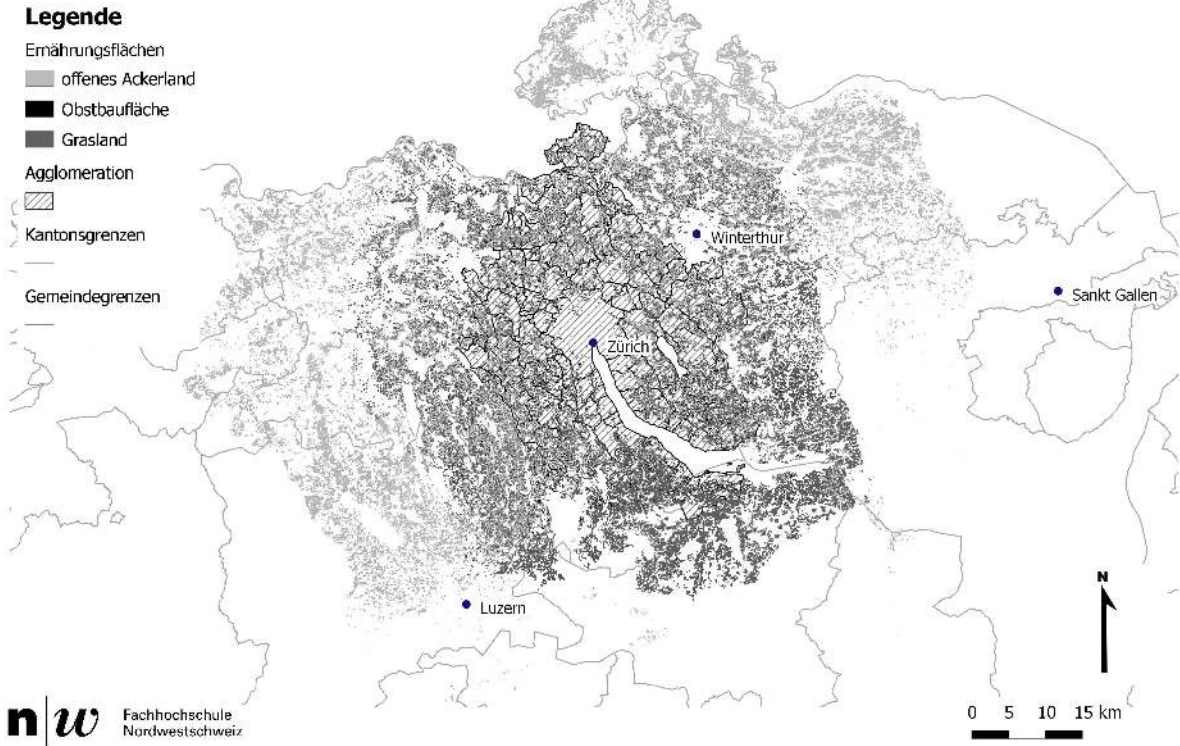 Legende
Ernährungsflächen
offenes Ackerland
Obstbaufläche
Grasland
Agglomeration
Kantonsgrenzen
Gemeindegrenzen
Winterthur
Sankt Gallen
Zürich
Luzern
N
n|w Fachhochschule
Nordwestschweiz
0 5 10 15 km